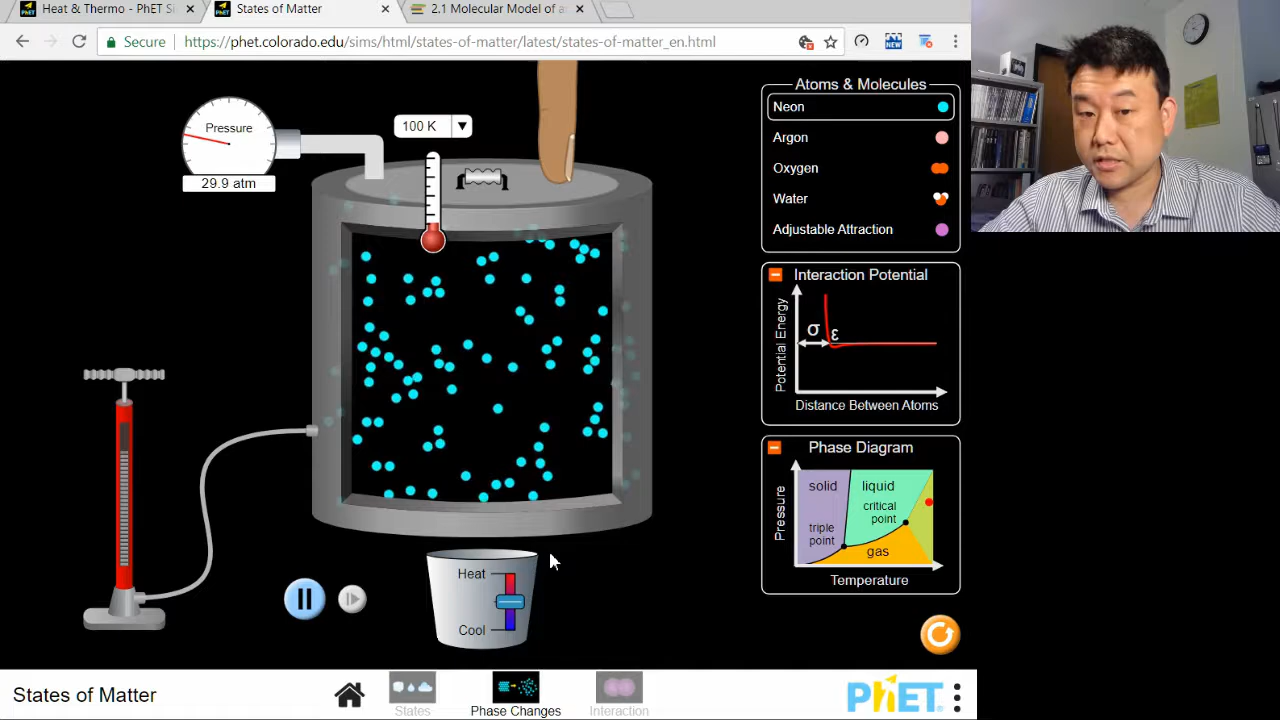 Heat & Thermo - PhET Si
States of Matter
2.1 Molecular Model of a
Secure
https://phet.colorado.edu/sims/html/states-of-matter/latest/states-of-matter_en.html
NEW
Pressure
29.9 atm
100 K
Atoms & Molecules
Neon
Argon
Oxygen
Water
Adjustable Attraction
Interaction Potential
Potential Energy
σ
ε
Distance Between Atoms
Phase Diagram
Pressure
solid
liquid
critical
point
triple
point
gas
Temperature
Heat
Cool
States of Matter
States
Phase Changes
Interaction
PhET